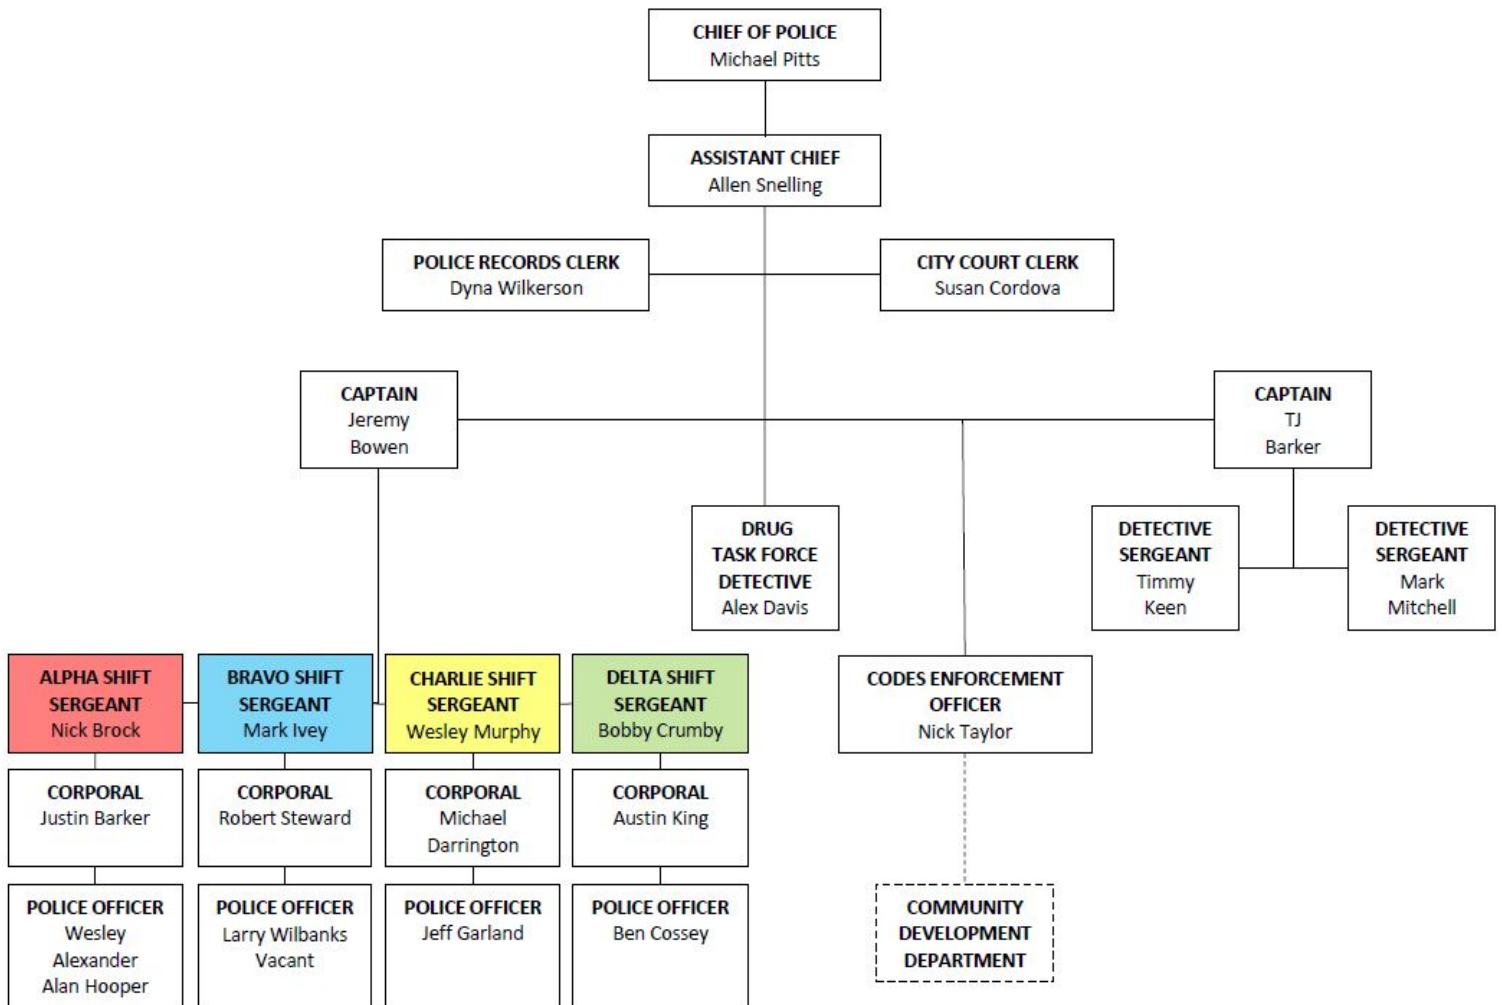 CHIEF OF POLICE
Michael Pitts
ASSISTANT CHIEF
Allen Snelling
POLICE RECORDS CLERK
Dyna Wilkerson
CITY COURT CLERK
Susan Cordova
CAPTAIN
Jeremy
Bowen
CAPTAIN
TJ
Barker
DRUG
TASK FORCE
DETECTIVE
Alex Davis
DETECTIVE
SERGEANT
Timmy
Keen
DETECTIVE
SERGEANT
Mark
Mitchell
ALPHA SHIFT
SERGEANT
Nick Brock
BRAVO SHIFT
SERGEANT
Mark Ivey
CHARLIE SHIFT
SERGEANT
Wesley Murphy
DELTA SHIFT
SERGEANT
Bobby Crumby
CODES ENFORCEMENT
OFFICER
Nick Taylor
CORPORAL
Justin Barker
CORPORAL
Robert Steward
CORPORAL
Michael
Darrington
CORPORAL
Austin King
POLICE OFFICER
Wesley
Alexander
Alan Hooper
POLICE OFFICER
Larry Wilbanks
Vacant
POLICE OFFICER
Jeff Garland
POLICE OFFICER
Ben Cossey
COMMUNITY
DEVELOPMENT
DEPARTMENT